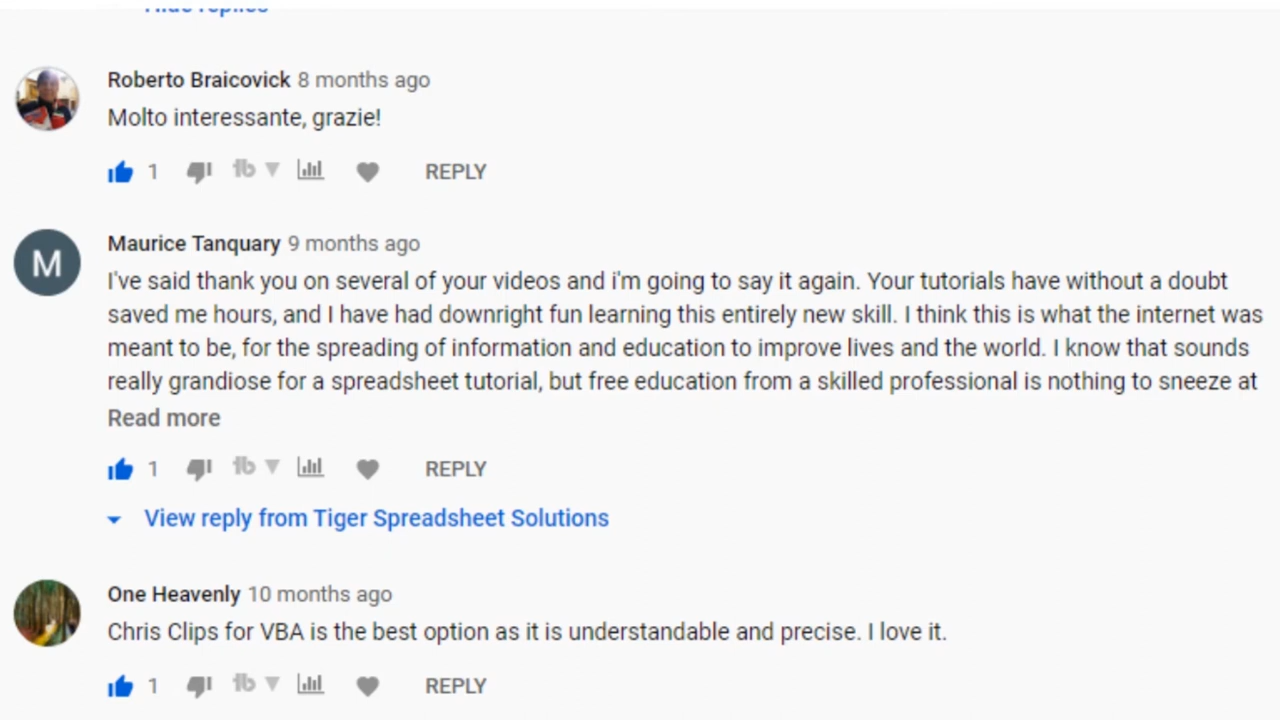 Hide replies
Roberto Braicovick 8 months ago
Molto interessante, grazie!
1 REPLY
Maurice Tanquary 9 months ago
M
I've said thank you on several of your videos and i'm going to say it again. Your tutorials have without a doubt
saved me hours, and I have had downright fun learning this entirely new skill. I think this is what the internet was
meant to be, for the spreading of information and education to improve lives and the world. I know that sounds
really grandiose for a spreadsheet tutorial, but free education from a skilled professional is nothing to sneeze at
Read more
1 REPLY
View reply from Tiger Spreadsheet Solutions
One Heavenly 10 months ago
Chris Clips for VBA is the best option as it is understandable and precise. I love it.
1 REPLY